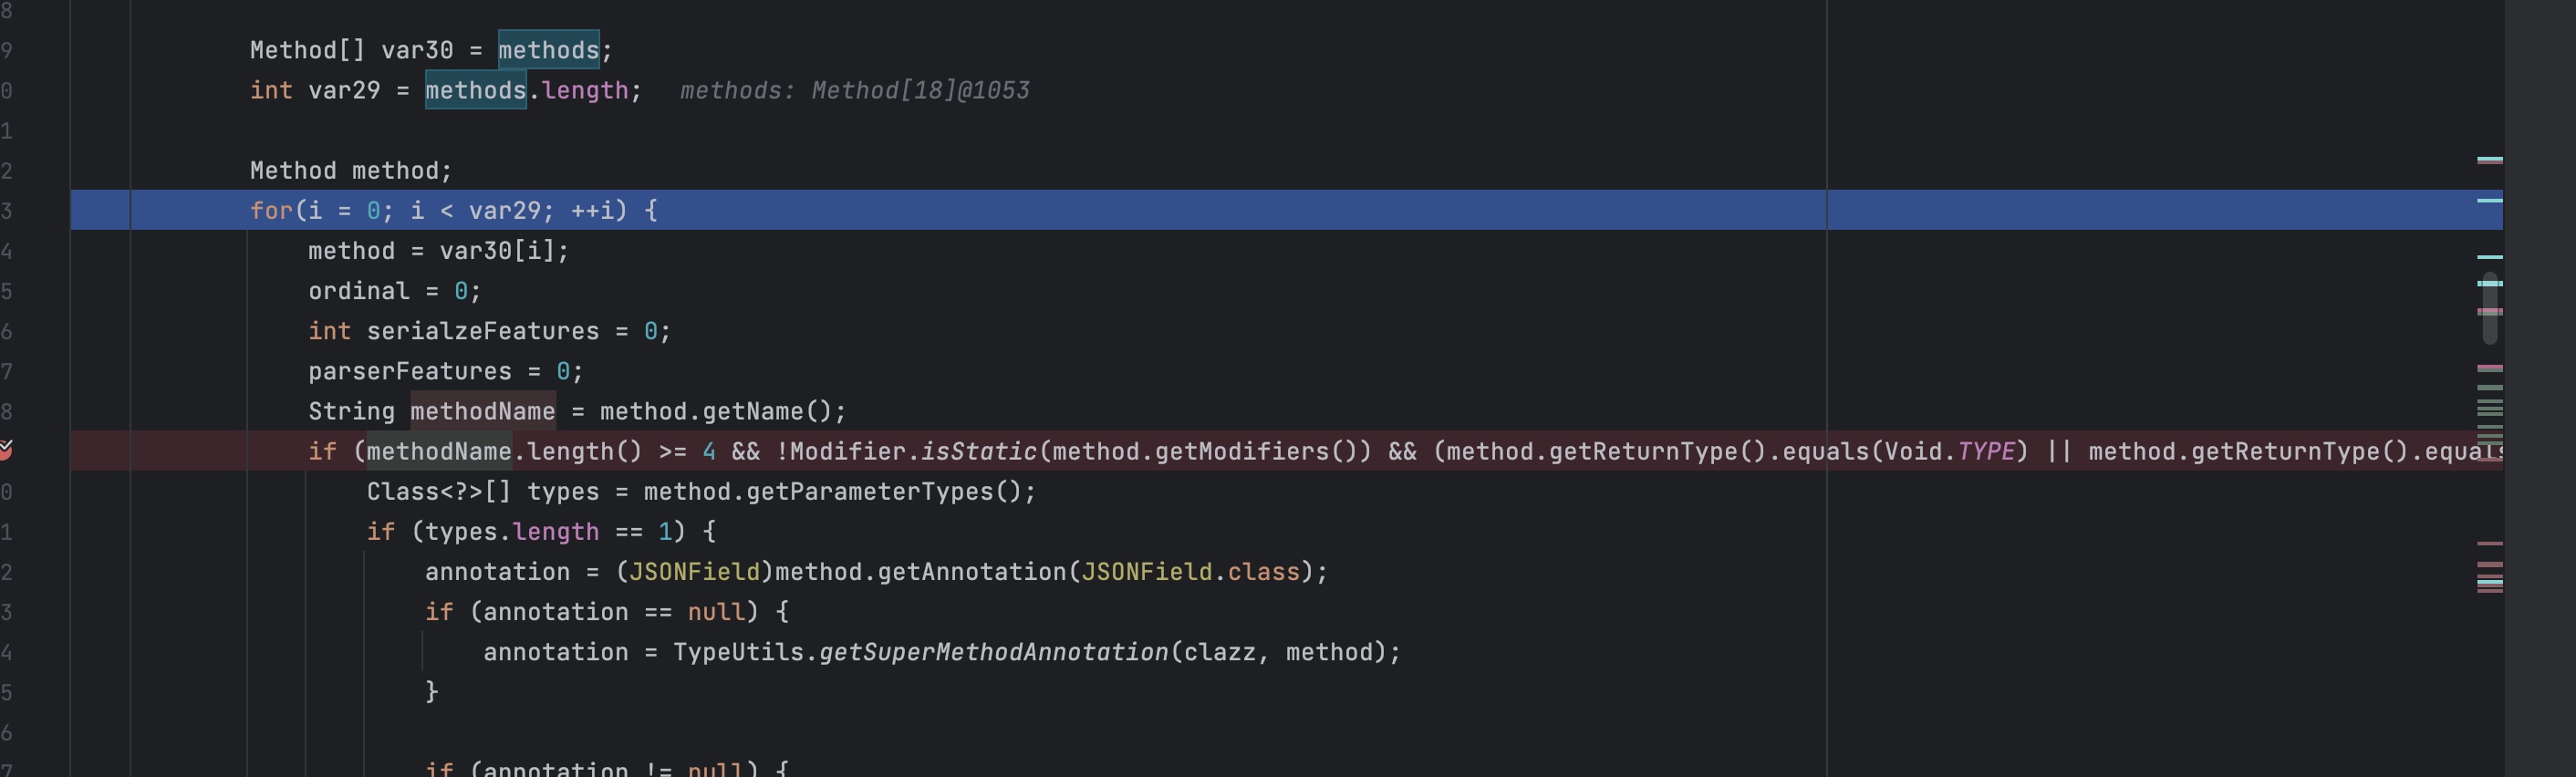 8
9 Method[] var30 = methods;
0 int var29 = methods.length; methods: Method[18]@1053
1
2 Method method;
3 for(i = 0; i < var29; ++i) {
4 method = var30[i];
5 ordinal = 0;
6 int serialzeFeatures = 0;
7 parserFeatures = 0;
8 String methodName = method.getName();
if (methodName.length() >= 4 && !Modifier.isStatic(method.getModifiers()) && (method.getReturnType().equals(Void.TYPE) || method.getReturnType().equals
0 Class<?>[] types = method.getParameterTypes();
1 if (types.length == 1) {
2 annotation = (JSONField)method.getAnnotation(JSONField.class);
3 if (annotation == null) {
4 annotation = TypeUtils.getSuperMethodAnnotation(clazz, method);
5 }
6
7 if (annotation != null) {